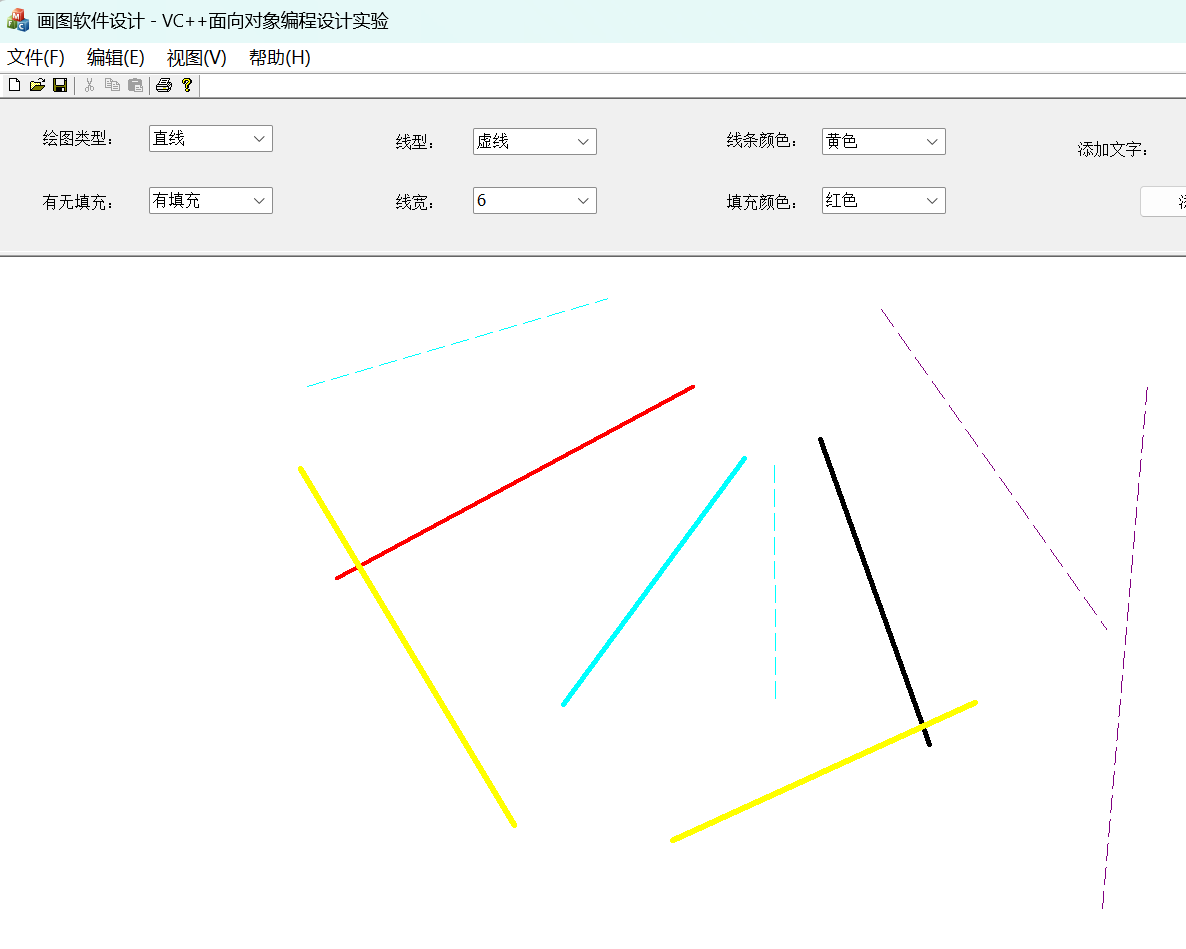 画图软件设计 - VC++面向对象编程设计实验
文件(F) 编辑(E) 视图(V) 帮助(H)
绘图类型： 直线 线型： 虚线 线条颜色： 黄色 添加文字：
有无填充： 有填充 线宽： 6 填充颜色： 红色